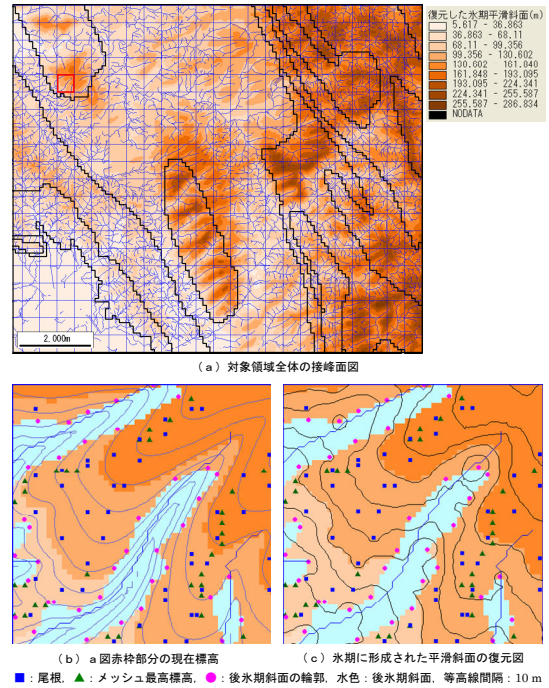 復元した氷期平滑斜面(m)
5.617 - 36.863
36.863 - 68.11
68.11 - 99.356
99.356 - 130.602
130.602 - 161.040
161.848 - 193.095
193.095 - 224.341
224.341 - 255.587
255.587 - 286.834
NODATA
2,000m
（a）対象領域全体の接峰面図
（b）a図赤枠部分の現在標高
（c）氷期に形成された平滑斜面の復元図
■：尾根，▲：メッシュ最高標高，●：後氷期斜面の輪郭，水色：後氷期斜面，等高線間隔：10 m